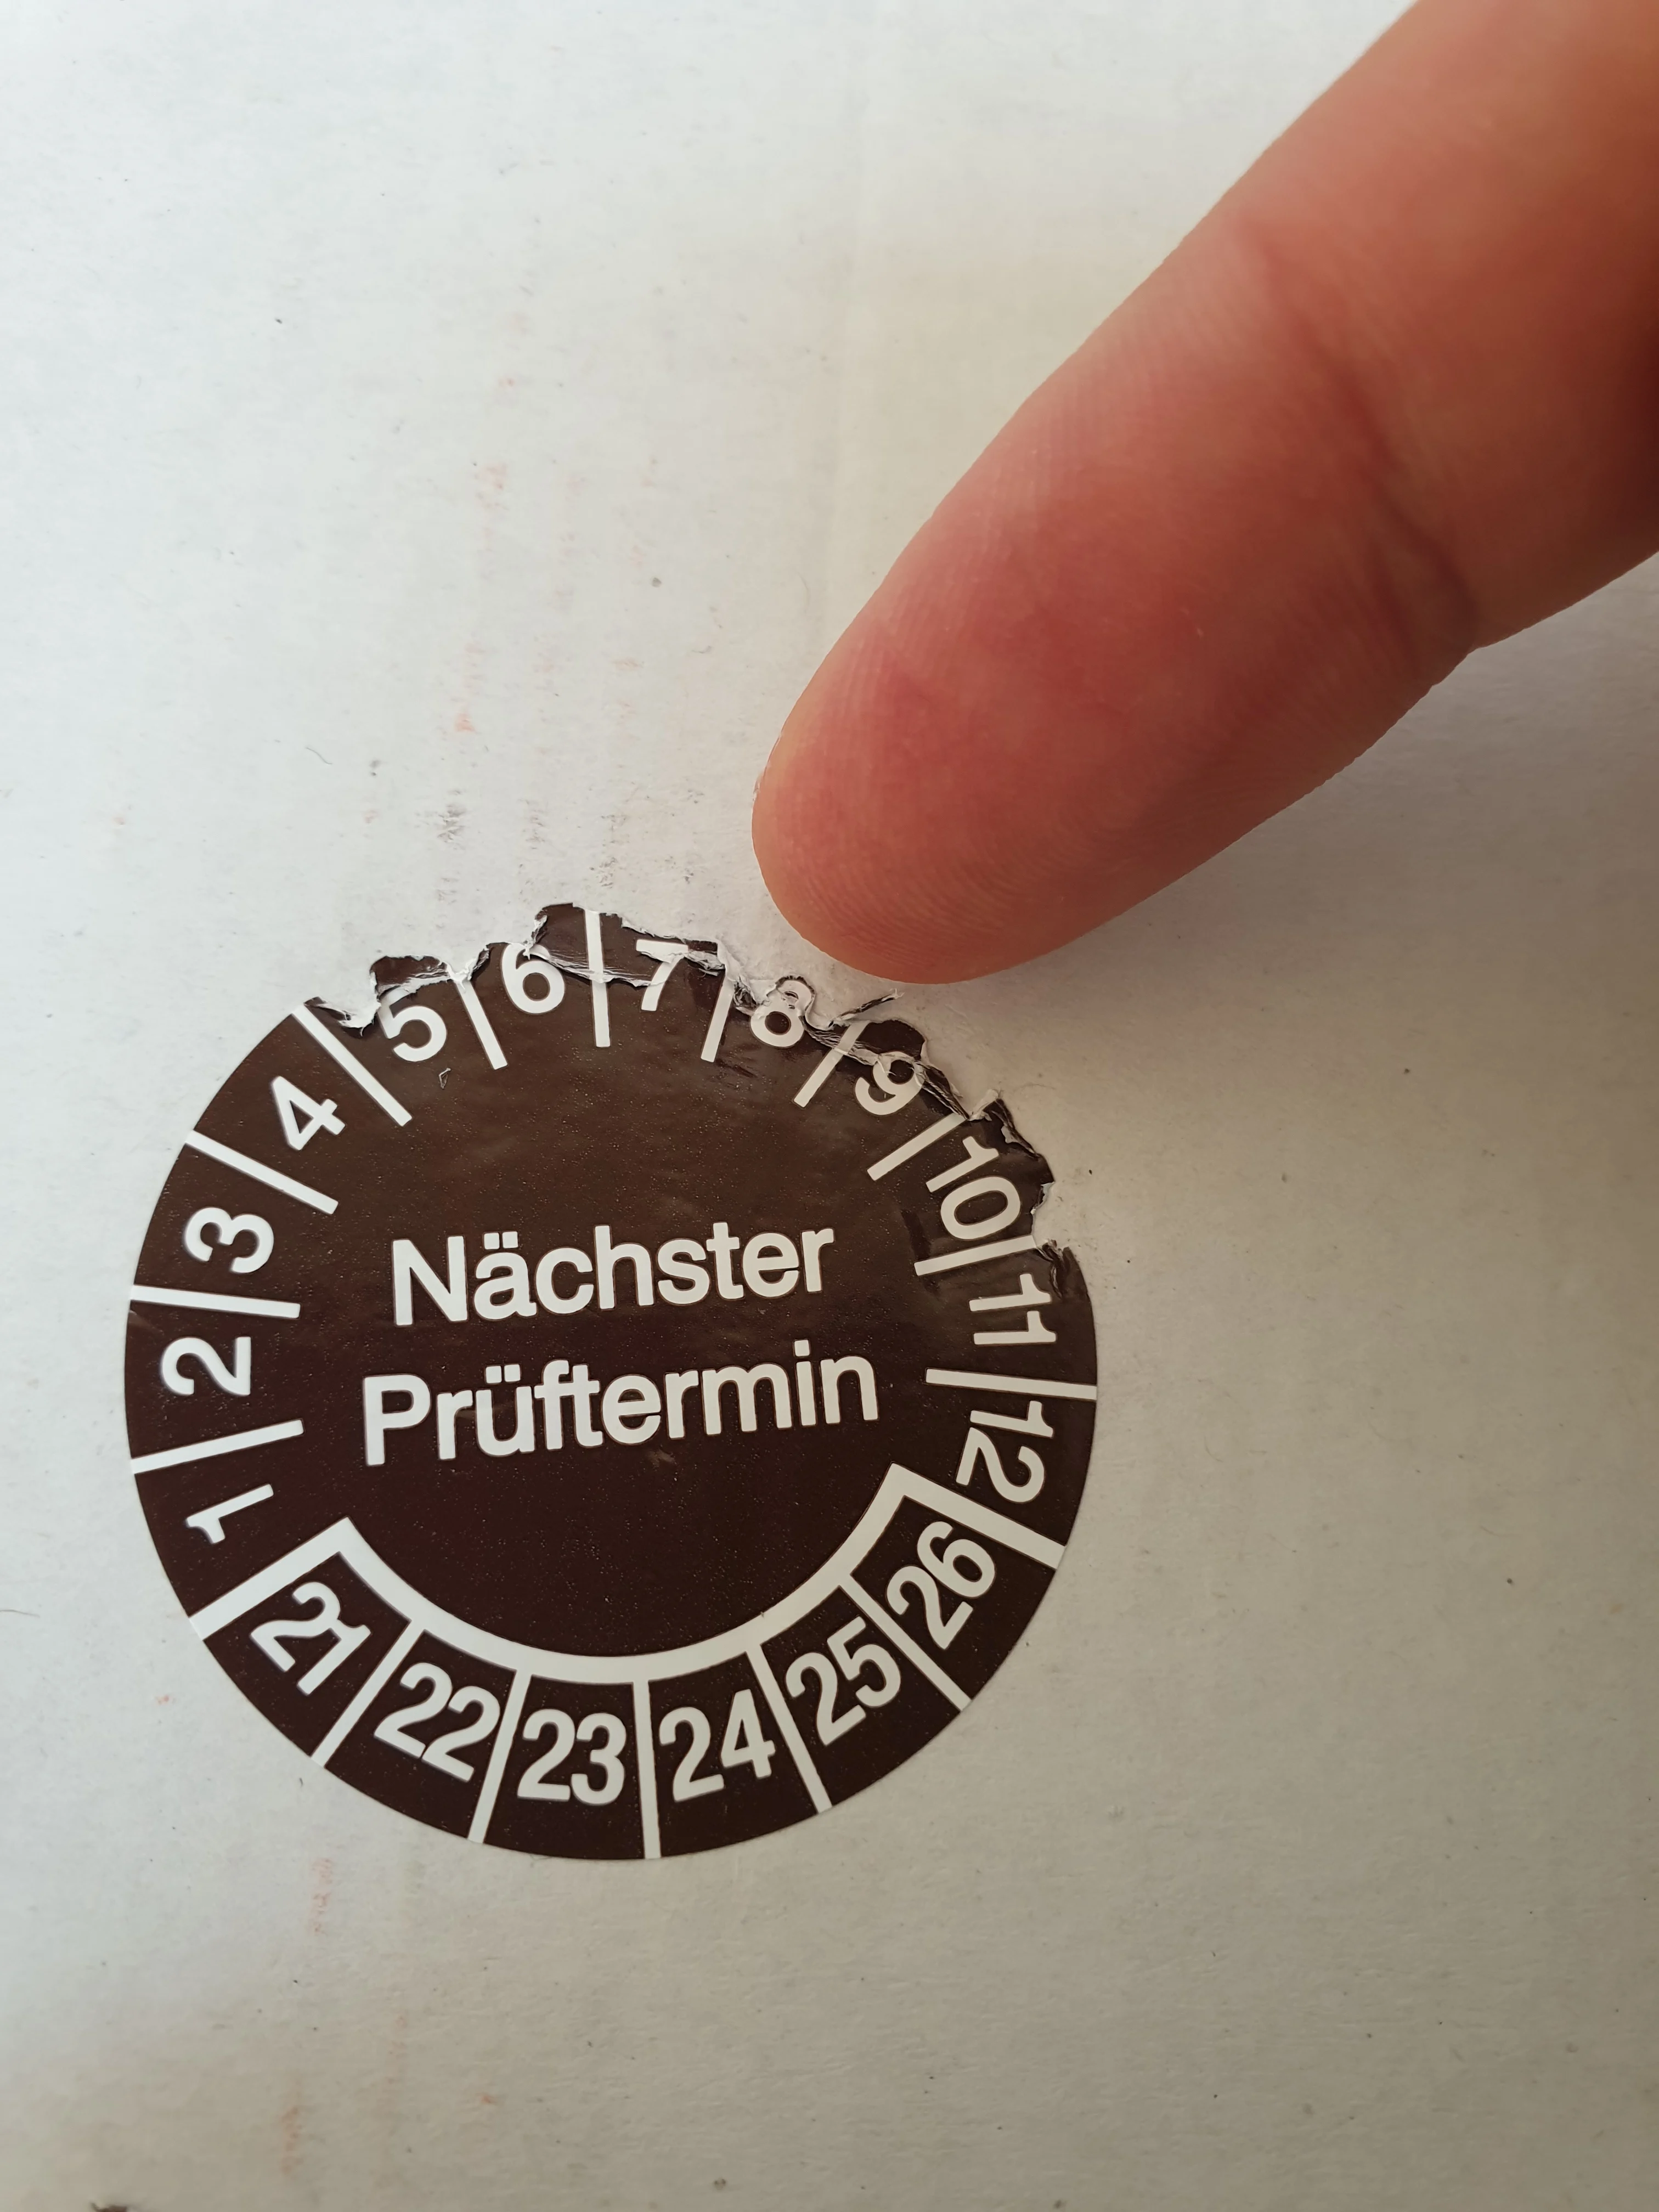 Nächster
Prüftermin
1 2 3 4 5 6 7 8 9 10 11 12
21 22 23 24 25 26